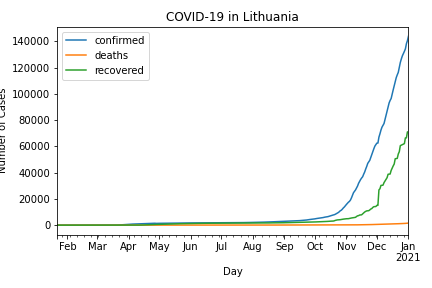 COVID-19 in Lithuania
confirmed
deaths
recovered
140000
120000
100000
80000
60000
40000
20000
0
Number of Cases
Feb Mar Apr May Jun Jul Aug Sep Oct Nov Dec Jan
2021
Day